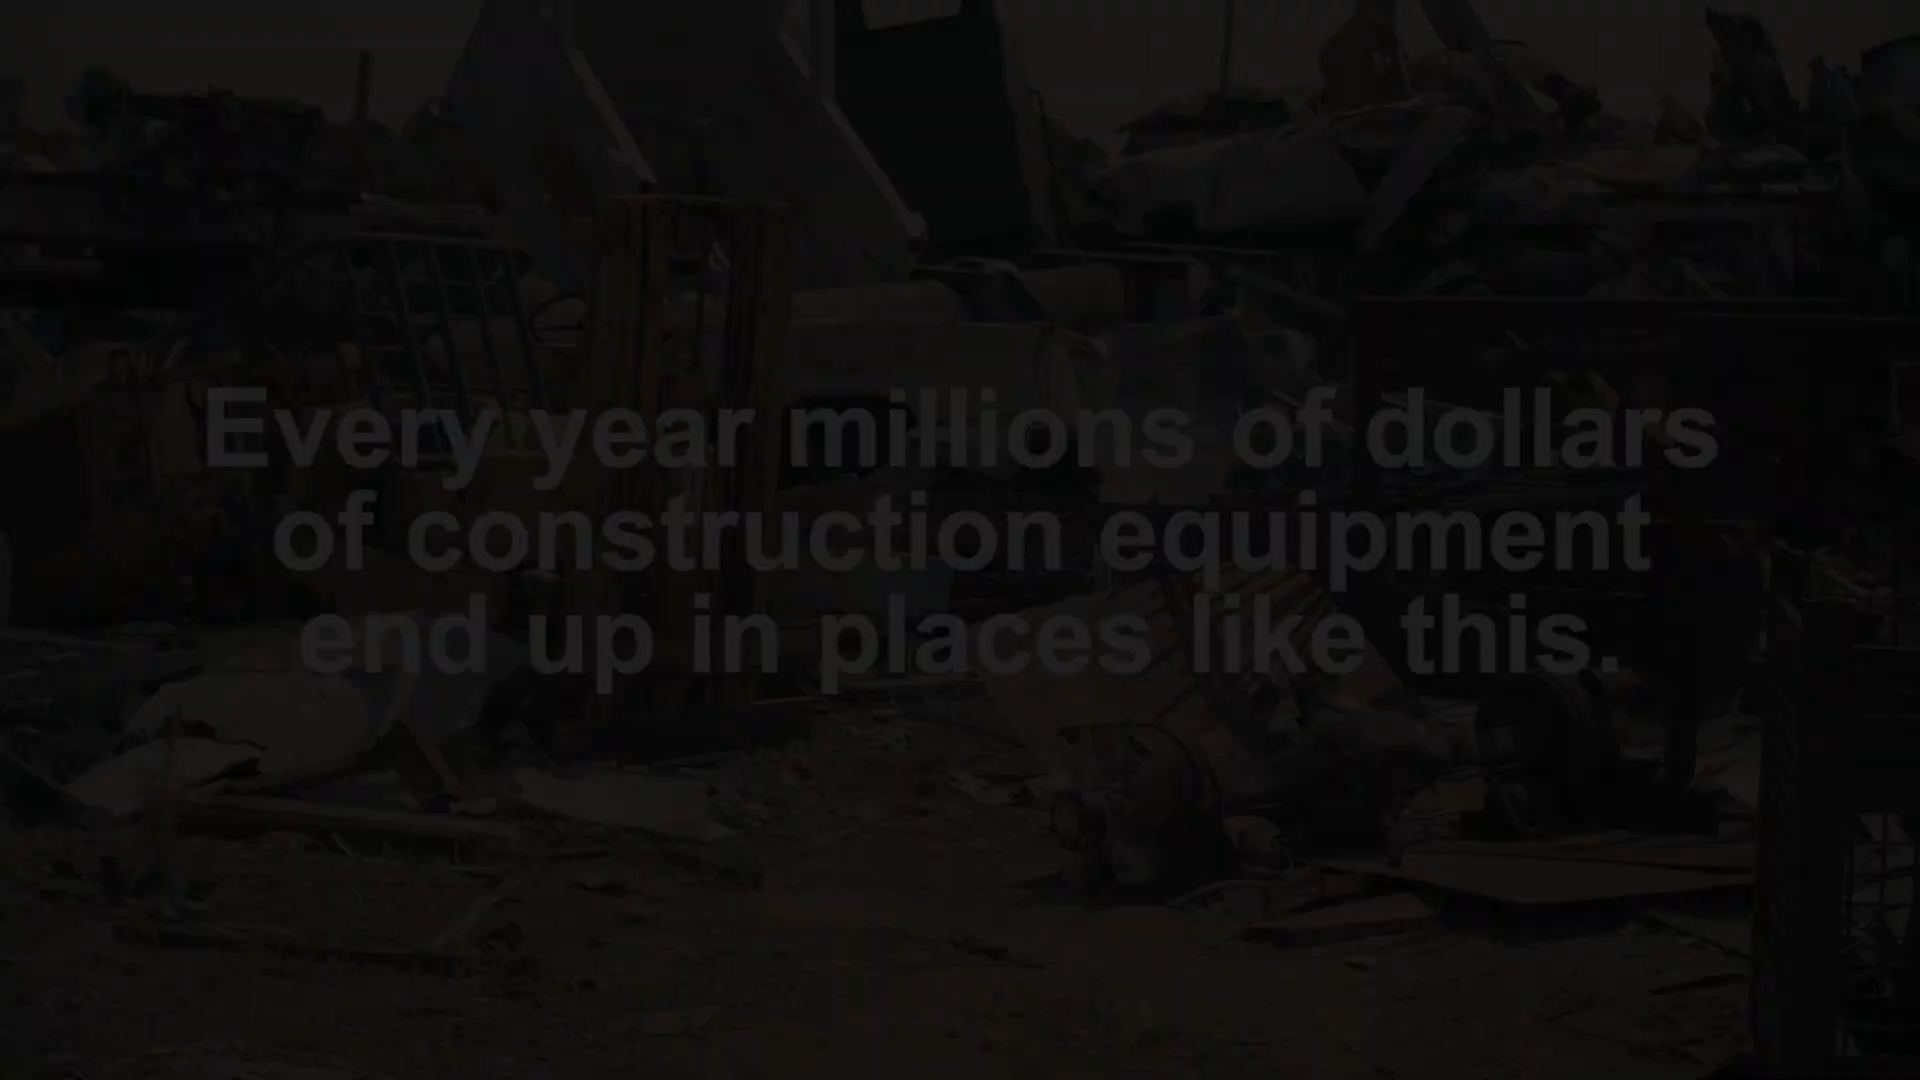 Every year millions of dollars
of construction equipment
end up in places like this.